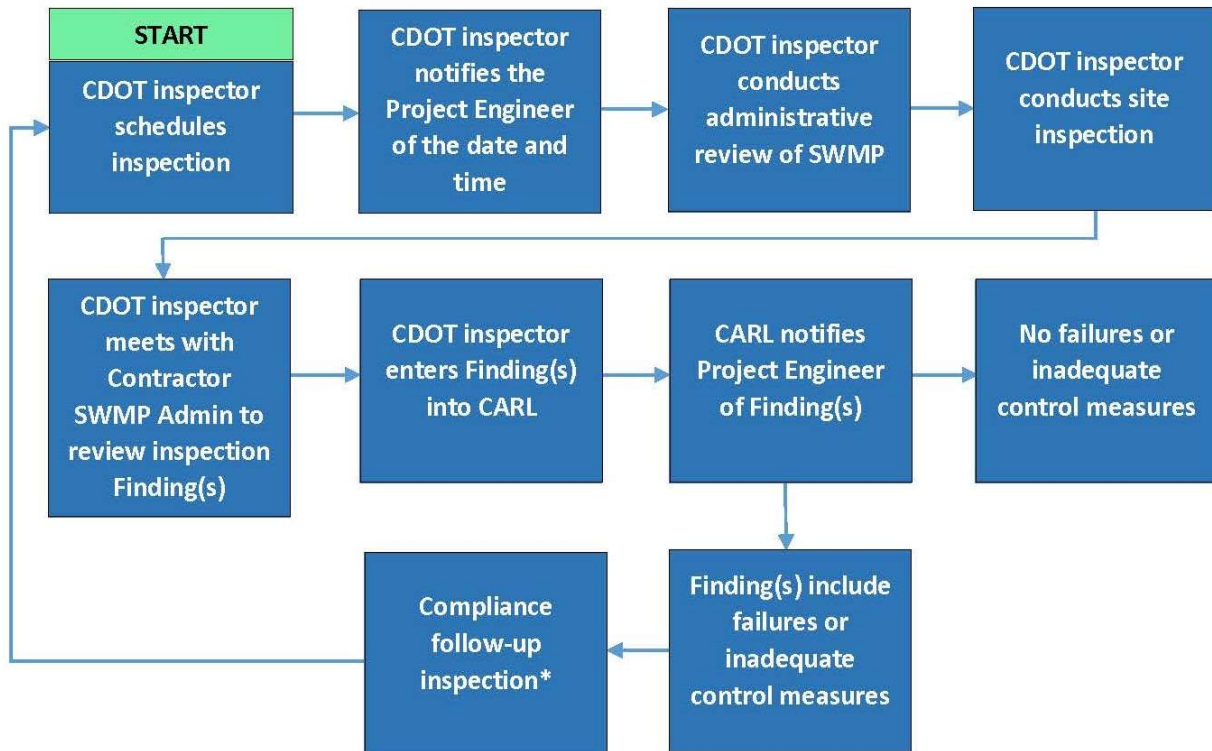 START
CDOT inspector
schedules
inspection
CDOT inspector
notifies the
Project Engineer
of the date and
time
CDOT inspector
conducts
administrative
review of SWMP
CDOT inspector
conducts site
inspection
CDOT inspector
meets with
Contractor
SWMP Admin to
review inspection
Finding(s)
CDOT inspector
enters Finding(s)
into CARL
CARL notifies
Project Engineer
of Finding(s)
No failures or
inadequate
control measures
Finding(s) include
failures or
inadequate
control measures
Compliance
follow-up
inspection*